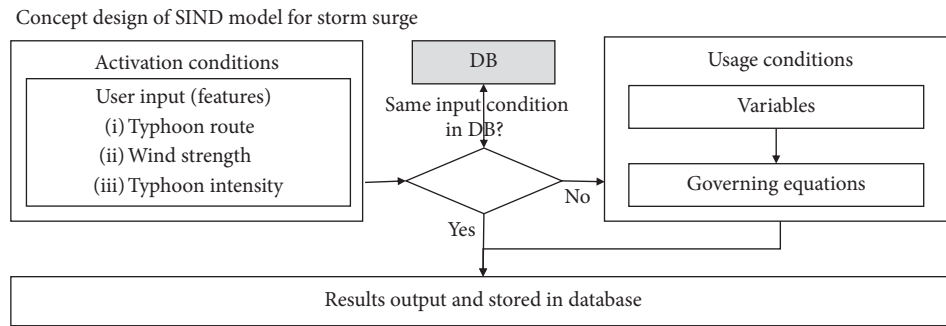 Concept design of SIND model for storm surge
Activation conditions
User input (features)
(i) Typhoon route
(ii) Wind strength
(iii) Typhoon intensity
DB
Same input condition
in DB?
Yes
No
Usage conditions
Variables
Governing equations
Results output and stored in database